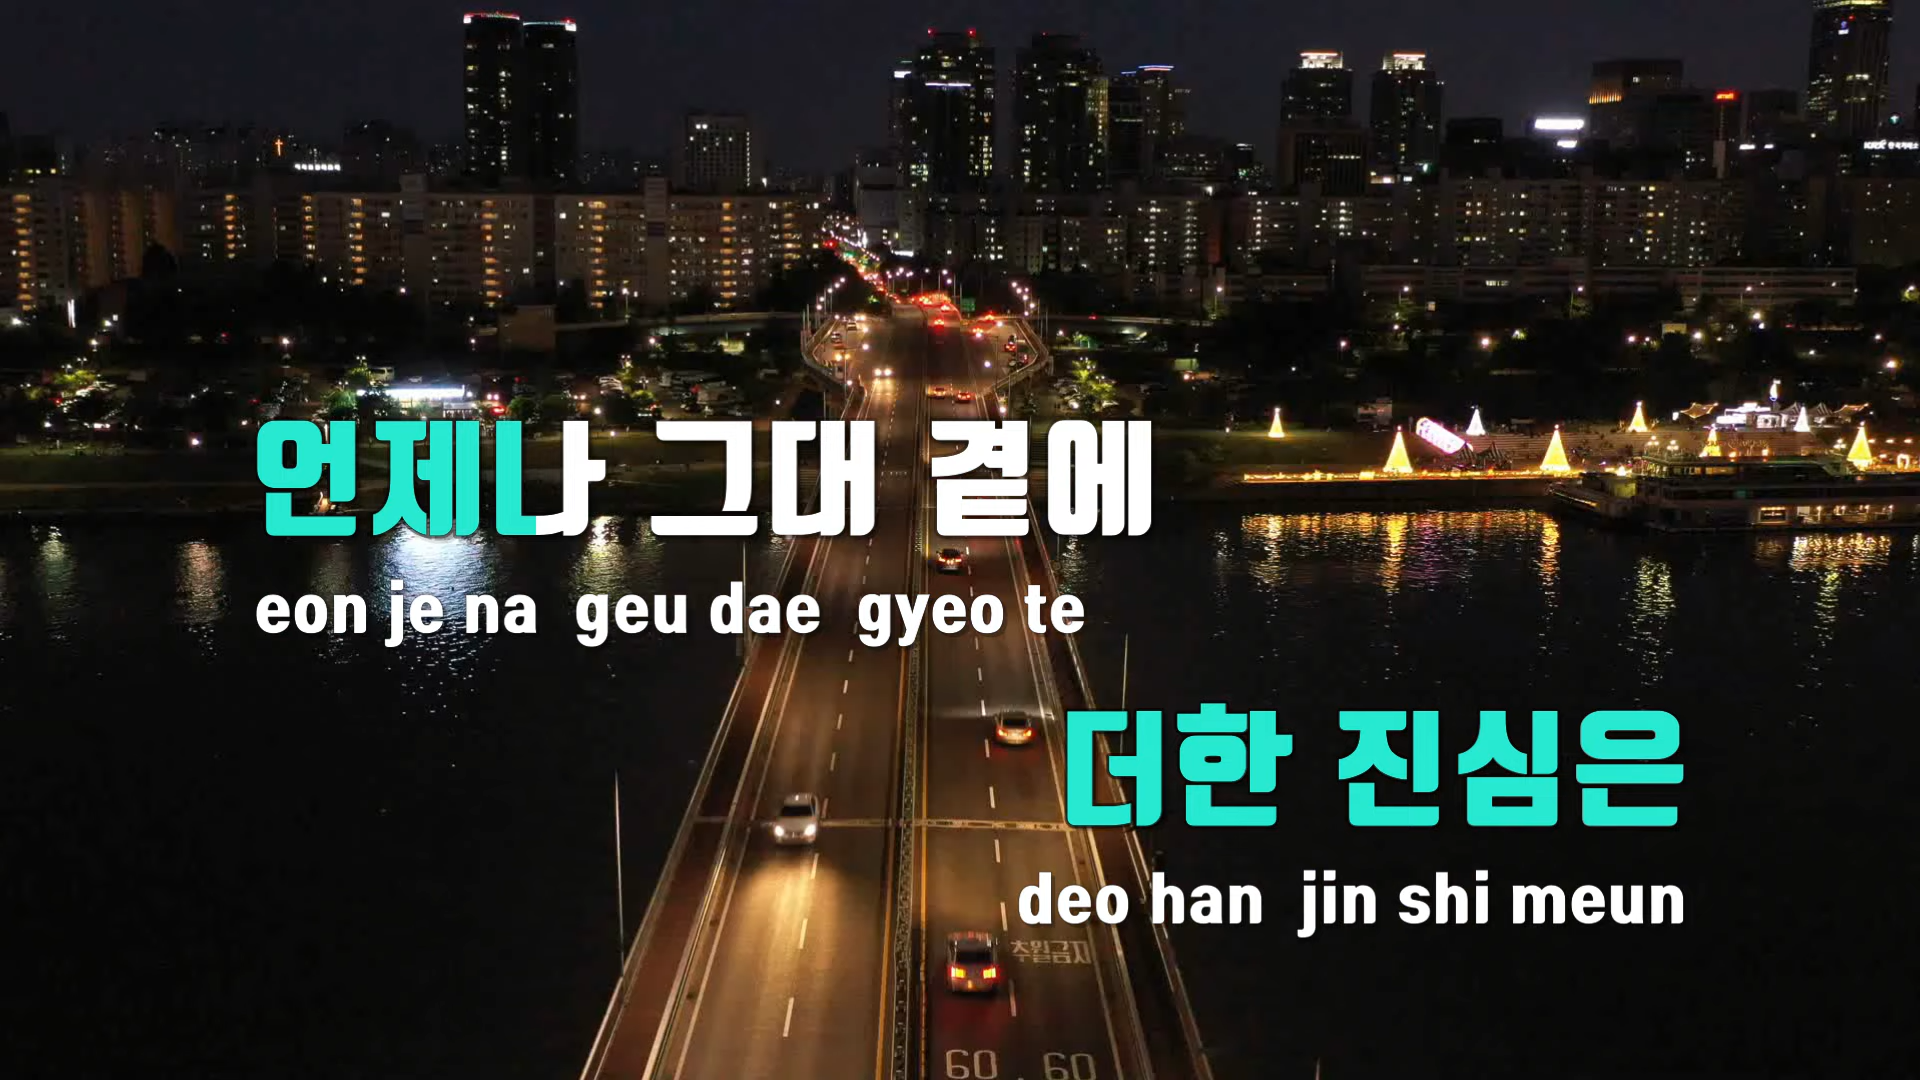 언제나 그대 곁에
eon je na geu dae gyeo te
더한 진심은
deo han jin shi meun
추월금지
60 60